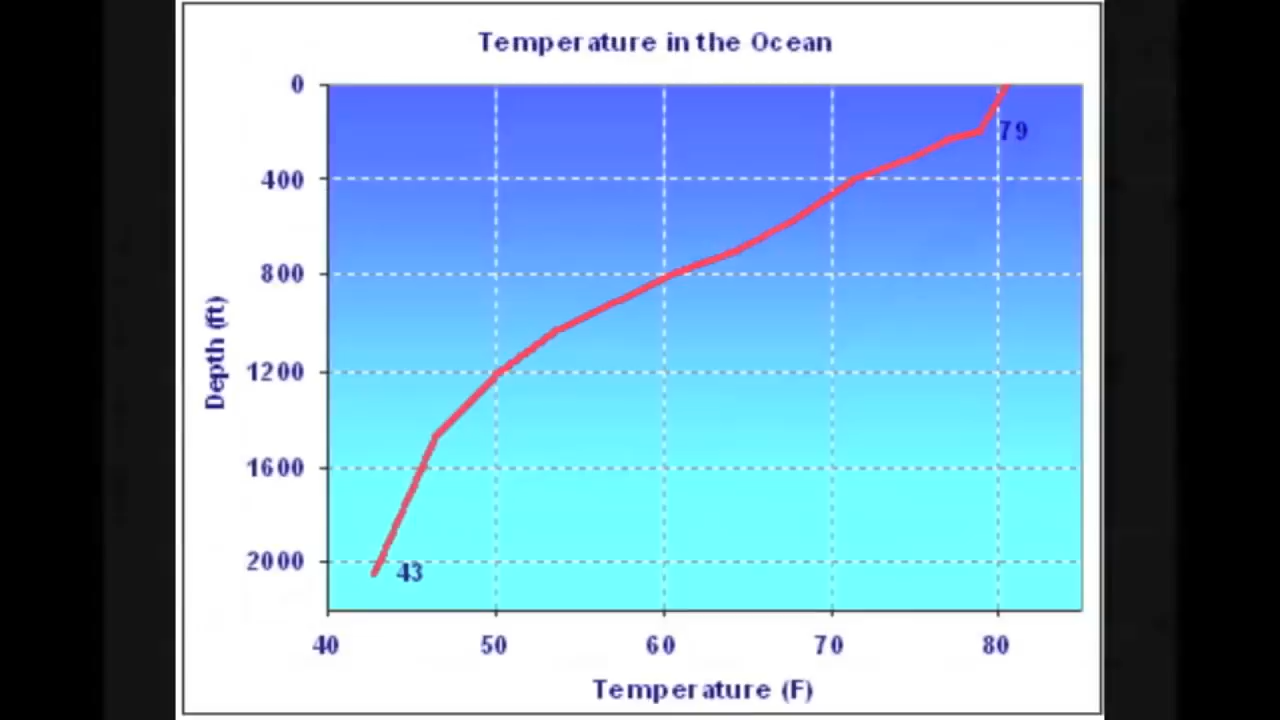 Temperature in the Ocean
0
79
400
800
Depth (ft)
1200
1600
2000
43
40 50 60 70 80
Temperature (F)